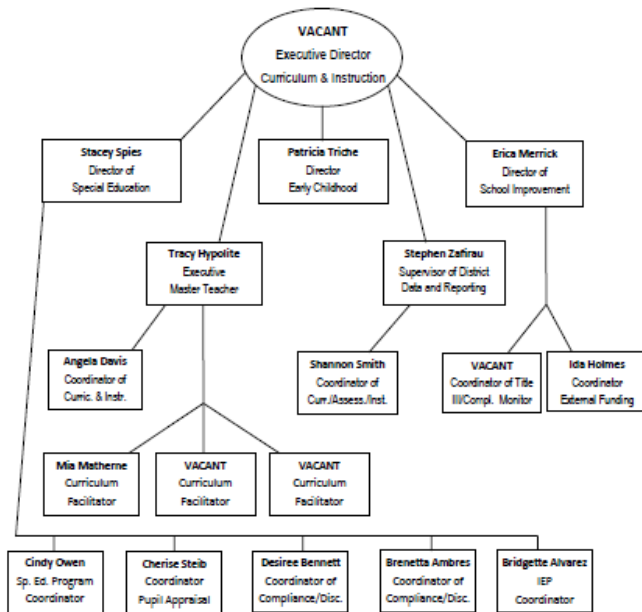 VACANT
Executive Director
Curriculum & Instruction
Stacey Spies
Director of
Special Education
Patricia Triche
Director
Early Childhood
Erica Merrick
Director of
School Improvement
Tracy Hypolite
Executive
Master Teacher
Stephen Zafirau
Supervisor of District
Data and Reporting
Angela Davis
Coordinator of
Curric. & Instr.
Shannon Smith
Coordinator of
Curr./Assess./Inst.
VACANT
Coordinator of Title
III/Compl. Monitor
Ida Holmes
Coordinator
External Funding
Mia Matherne
Curriculum
Facilitator
VACANT
Curriculum
Facilitator
VACANT
Curriculum
Facilitator
Cindy Owen
Sp. Ed. Program
Coordinator
Cherise Steib
Coordinator
Pupil Appraisal
Desiree Bennett
Coordinator of
Compliance/Disc.
Brenetta Ambres
Coordinator of
Compliance/Disc.
Bridgette Alvarez
IEP
Coordinator